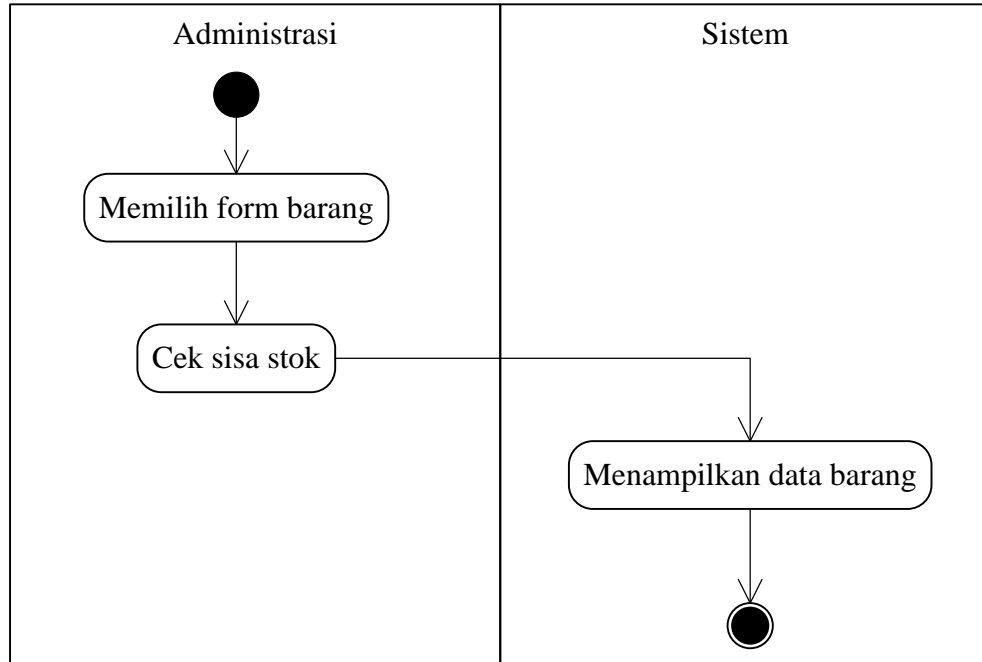 Administrasi
Sistem
Memilih form barang
Cek sisa stok
Menampilkan data barang